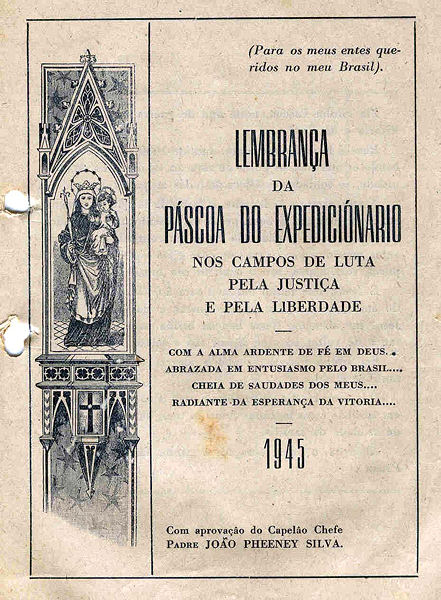 (Para os meus entes que-
ridos no meu Brasil).
LEMBRANÇA
DA
PÁSCOA DO EXPEDICIÓNARIO
NOS CAMPOS DE LUTA
PELA JUSTIÇA
E PELA LIBERDADE
COM A ALMA ARDENTE DE FÉ EM DEUS...
ABRAZADA EM ENTUSIASMO PELO BRASIL....
CHEIA DE SAUDADES DOS MEUS....
RADIANTE DA ESPERANÇA DA VITORIA....
1945
Com aprovação do Capelão Chefe
PADRE JOÃO PHEENEY SILVA.